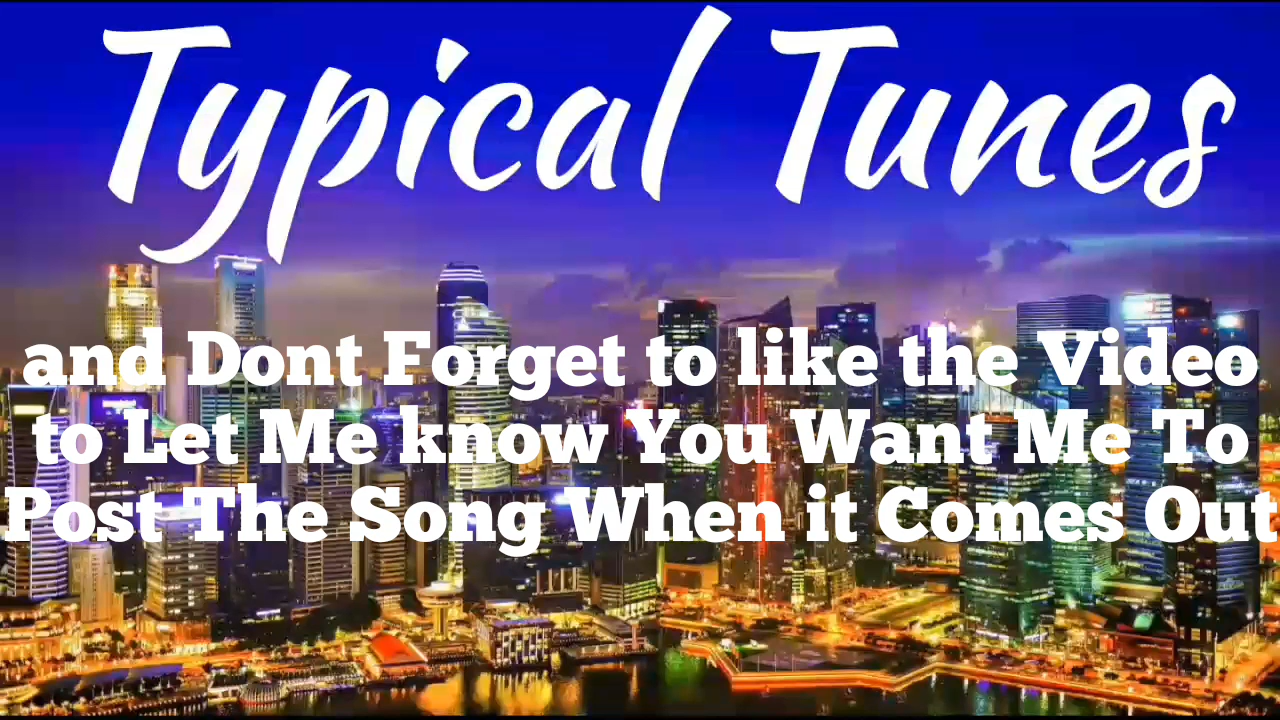 Typical Tunes
and Dont Forget to like the Video
to Let Me know You Want Me To
Post The Song When it Comes Out